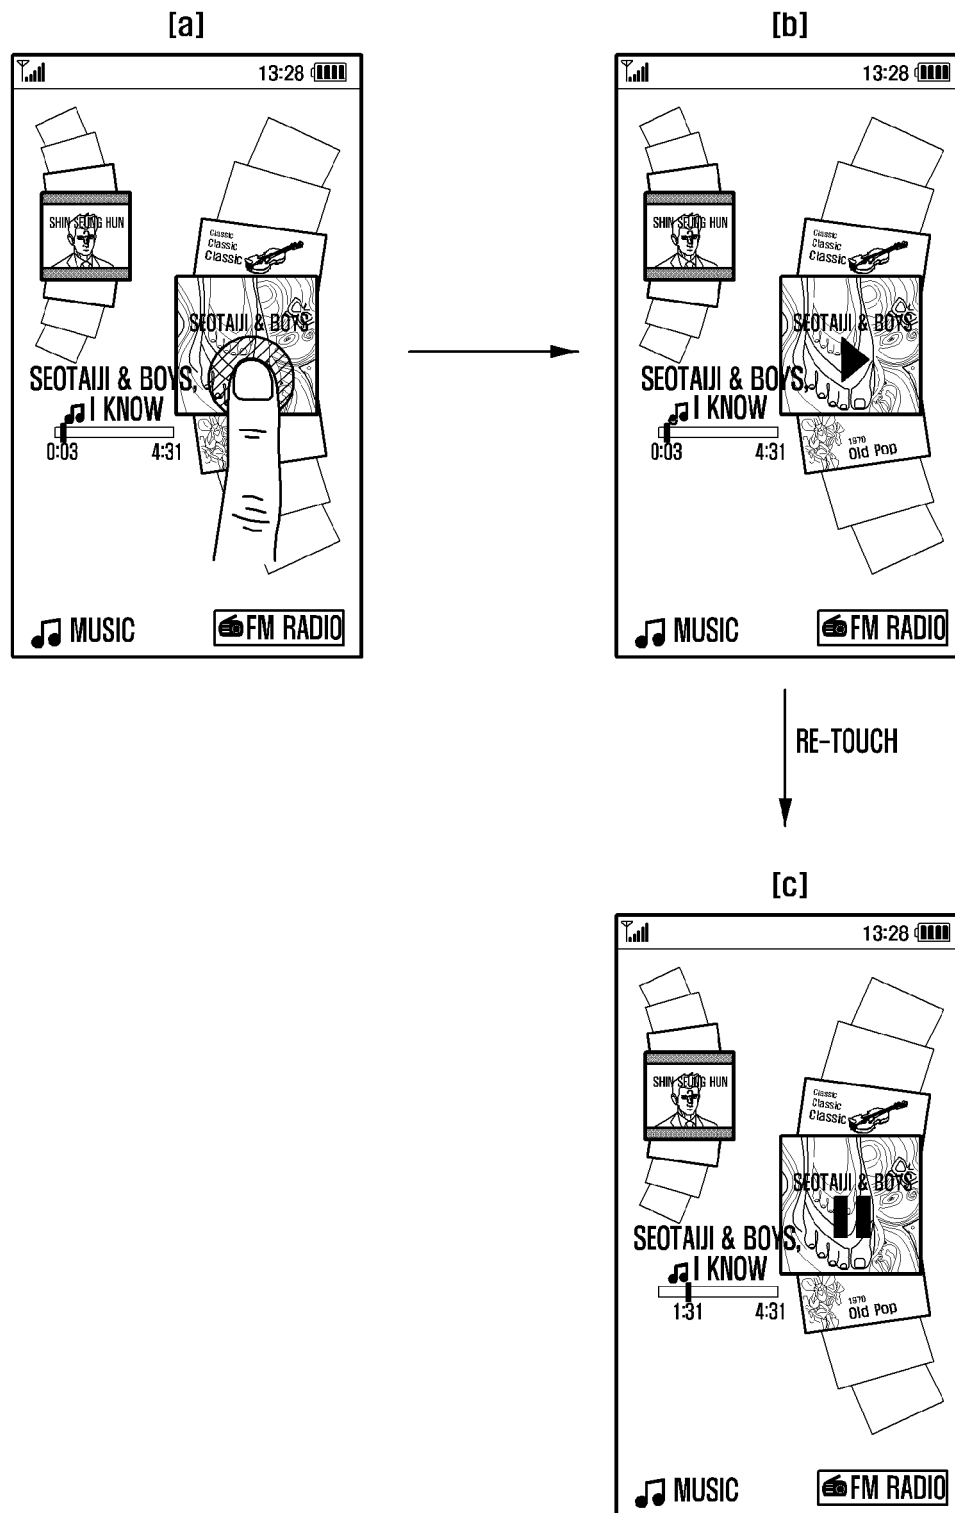 [a]
13:28
SHIN SEUNG HUN
Classic
Classic
Classic
SEOTAIJI & BOYS
SEOTAIJI & BOYS,
I KNOW
0:03 4:31
MUSIC
FM RADIO
[b]
13:28
SHIN SEUNG HUN
Classic
Classic
Classic
SEOTAIJI & BOYS
SEOTAIJI & BOYS,
I KNOW
0:03 4:31
1970
Old Pop
MUSIC
FM RADIO
RE-TOUCH
[c]
13:28
SHIN SEUNG HUN
Classic
Classic
Classic
SEOTAIJI & BOYS
SEOTAIJI & BOYS,
I KNOW
1:31 4:31
1970
Old Pop
MUSIC
FM RADIO